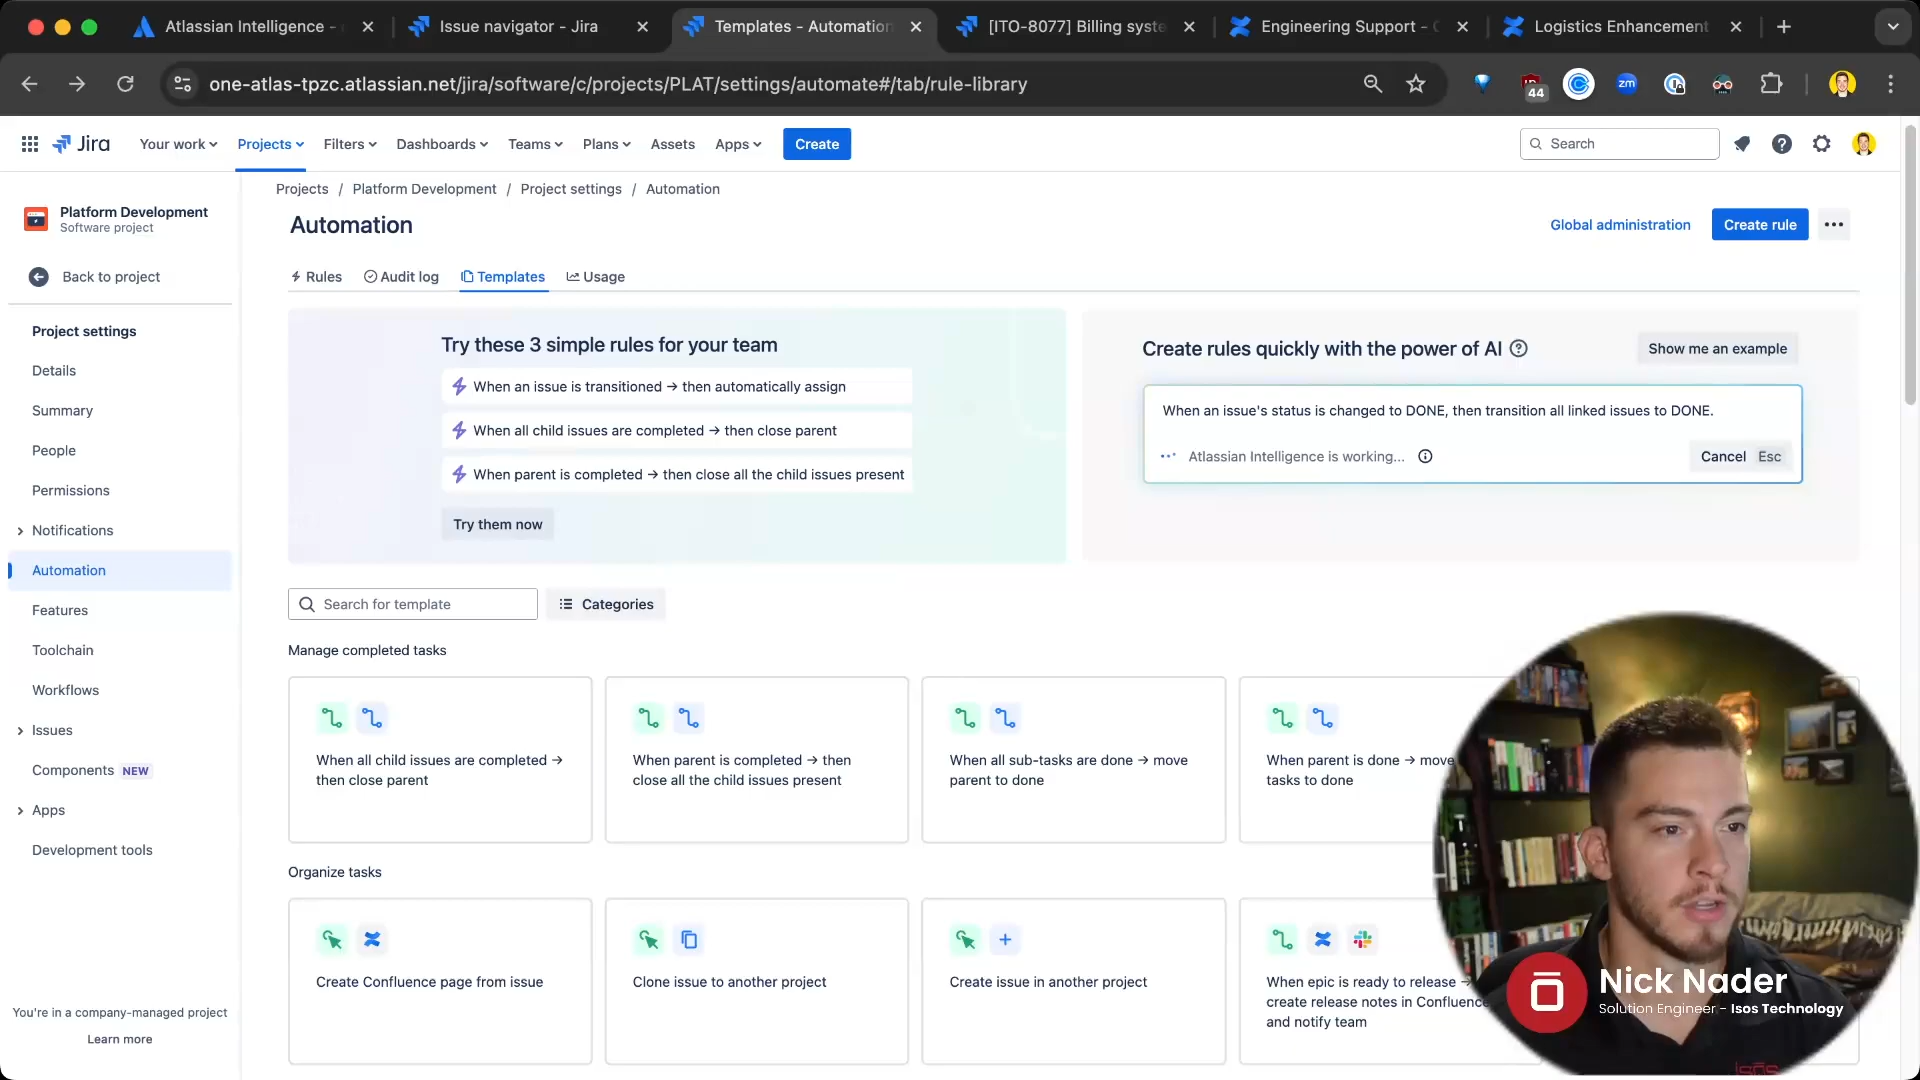 Atlassian Intelligence -
Issue navigator - Jira
Templates - Automation
[ITO-8077] Billing syste
Engineering Support - C
Logistics Enhancement
one-atlas-tpzc.atlassian.net/jira/software/c/projects/PLAT/settings/automate#/tab/rule-library
44
zm
Jira
Your work
Projects
Filters
Dashboards
Teams
Plans
Assets
Apps
Create
Search
Platform Development
Software project
Back to project
Project settings
Details
Summary
People
Permissions
Notifications
Automation
Features
Toolchain
Workflows
Issues
Components NEW
Apps
Development tools
You're in a company-managed project
Learn more
Projects / Platform Development / Project settings / Automation
Automation
Global administration
Create rule
Rules
Audit log
Templates
Usage
Try these 3 simple rules for your team
When an issue is transitioned → then automatically assign
When all child issues are completed → then close parent
When parent is completed → then close all the child issues present
Try them now
Create rules quickly with the power of AI
Show me an example
When an issue's status is changed to DONE, then transition all linked issues to DONE.
Atlassian Intelligence is working...
Cancel Esc
Search for template
Categories
Manage completed tasks
When all child issues are completed →
then close parent
When parent is completed → then
close all the child issues present
When all sub-tasks are done → move
parent to done
When parent is done → move
tasks to done
Organize tasks
Create Confluence page from issue
Clone issue to another project
Create issue in another project
When epic is ready to release →
create release notes in Confluence
and notify team
Nick Nader
Solution Engineer - Isos Technology
isos